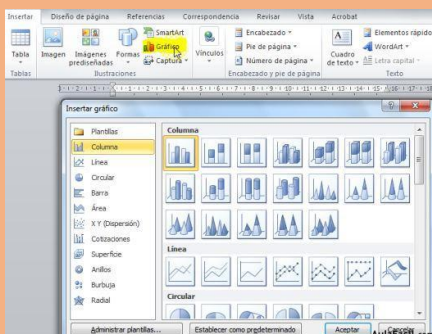 Insertar Diseño de página Referencias Correspondencia Revisar Vista Acrobat
Tabla
Tablas
Imagen
Imágenes prediseñadas
Formas
SmartArt
Gráfico
Captura
Ilustraciones
Vínculos
Encabezado
Pie de página
Número de página
Encabezado y pie de página
A
Cuadro de texto
Elementos rápido
WordArt
Letra capital
Texto
Insertar gráfico
Plantillas
Columna
Línea
Circular
Barra
Área
X Y (Dispersión)
Cotizaciones
Superficie
Anillos
Burbuja
Radial
Columna
Línea
Circular
Administrar plantillas...
Establecer como predeterminado
Aceptar
Cancelar